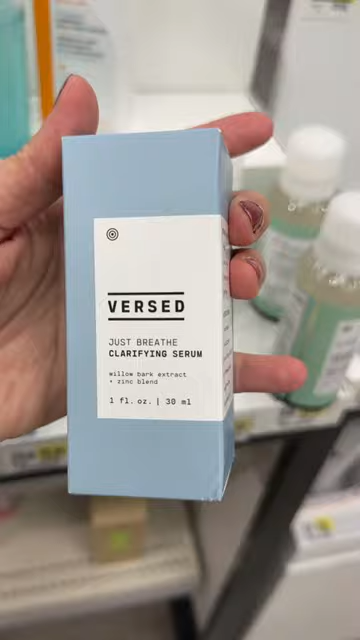 VERSED
JUST BREATHE
CLARIFYING SERUM
willow bark extract
+ zinc blend
1 fl. oz. | 30 ml